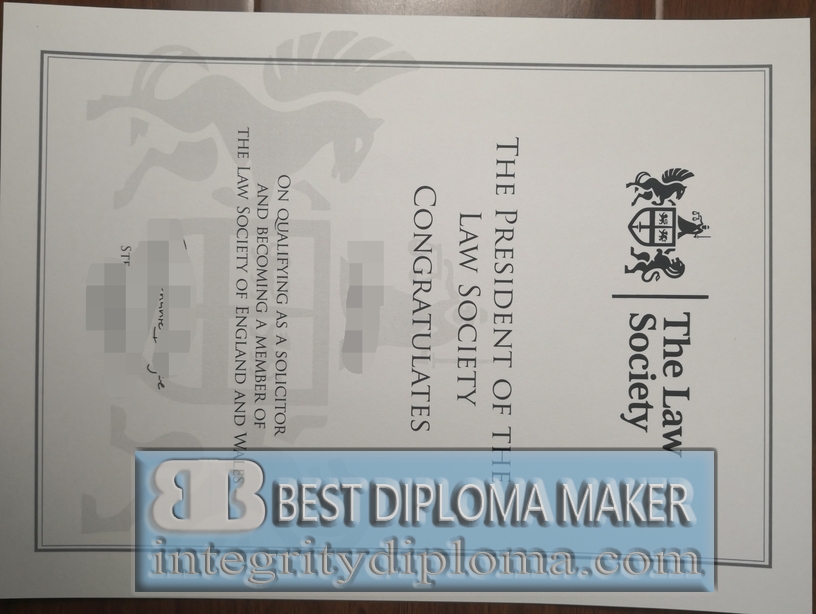 The Law
Society
THE PRESIDENT OF THE
LAW SOCIETY
CONGRATULATES
ON QUALIFYING AS A SOLICITOR
AND BECOMING A MEMBER OF
THE LAW SOCIETY OF ENGLAND AND WALES
BEST DIPLOMA MAKER
integritydiploma.com